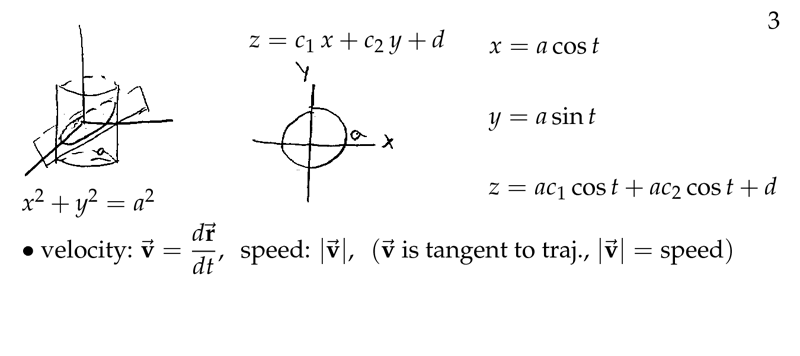 3
z = c₁ x + c₂ y + d
x = a cos t
y
y = a sin t
a
x
a
z = ac₁ cos t + ac₂ cos t + d
x² + y² = a²
• velocity: v⃗ = dr⃗/dt, speed: |v⃗|, (v⃗ is tangent to traj., |v⃗| = speed)